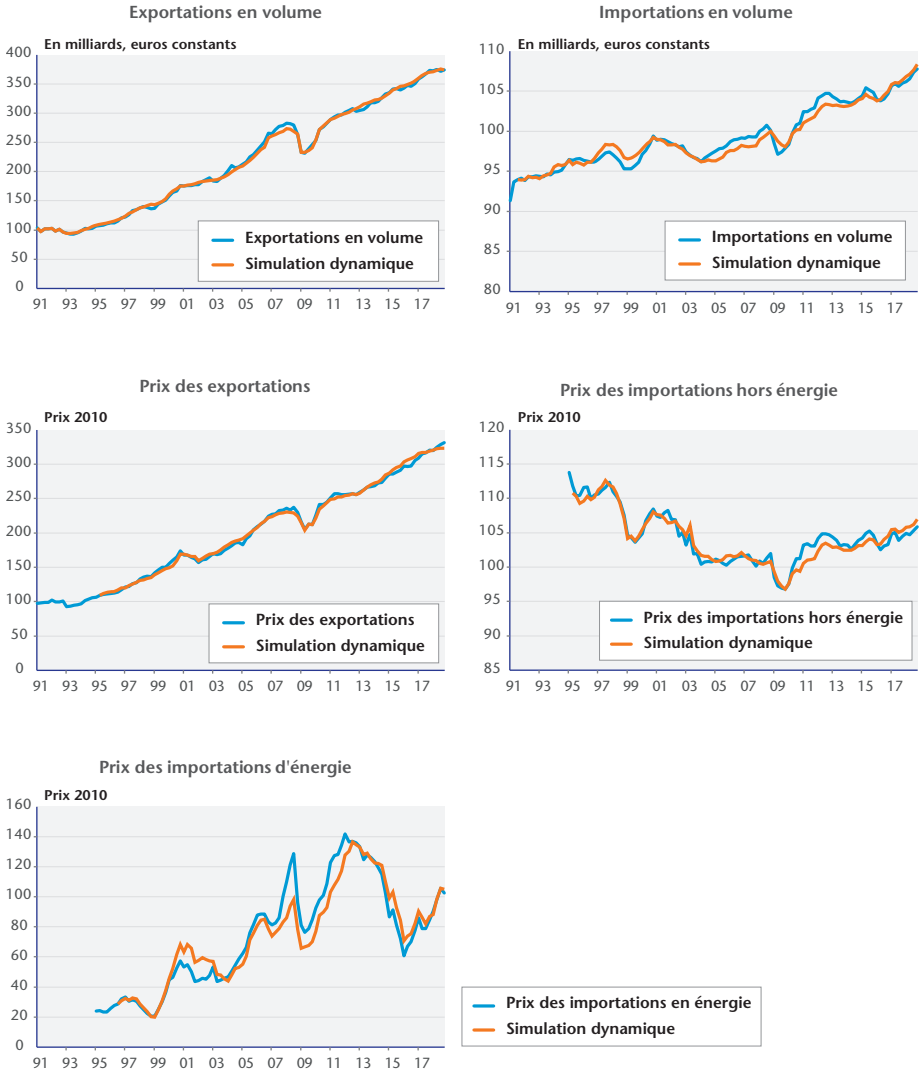 Exportations en volume
En milliards, euros constants
400
350
300
250
200
150
100
50
0
91 93 95 97 99 01 03 05 07 09 11 13 15 17
Exportations en volume
Simulation dynamique
Importations en volume
En milliards, euros constants
110
105
100
95
90
85
80
91 93 95 97 99 01 03 05 07 09 11 13 15 17
Importations en volume
Simulation dynamique
Prix des exportations
Prix 2010
350
300
250
200
150
100
50
0
91 93 95 97 99 01 03 05 07 09 11 13 15 17
Prix des exportations
Simulation dynamique
Prix des importations hors énergie
Prix 2010
120
115
110
105
100
95
90
85
91 93 95 97 99 01 03 05 07 09 11 13 15 17
Prix des importations hors énergie
Simulation dynamique
Prix des importations d'énergie
Prix 2010
160
140
120
100
80
60
40
20
0
91 93 95 97 99 01 03 05 07 09 11 13 15 17
Prix des importations en énergie
Simulation dynamique